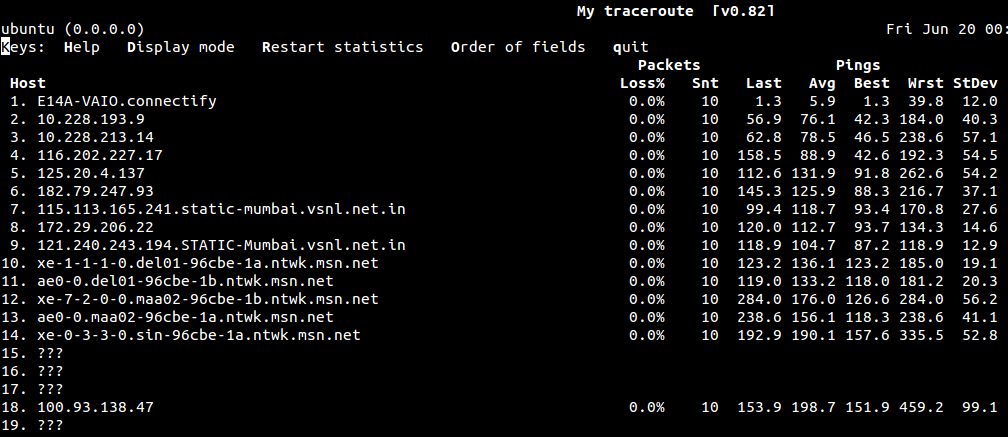 My traceroute [v0.82]
ubuntu (0.0.0.0) Fri Jun 20 00:
Keys: Help Display mode Restart statistics Order of fields quit
Packets Pings
Host Loss% Snt Last Avg Best Wrst StDev
1. E14A-VAIO.connectify 0.0% 10 1.3 5.9 1.3 39.8 12.0
2. 10.228.193.9 0.0% 10 56.9 76.1 42.3 184.0 40.3
3. 10.228.213.14 0.0% 10 62.8 78.5 46.5 238.6 57.1
4. 116.202.227.17 0.0% 10 158.5 88.9 42.6 192.3 54.5
5. 125.20.4.137 0.0% 10 112.6 131.9 91.8 262.6 54.2
6. 182.79.247.93 0.0% 10 145.3 125.9 88.3 216.7 37.1
7. 115.113.165.241.static-mumbai.vsnl.net.in 0.0% 10 99.4 118.7 93.4 170.8 27.6
8. 172.29.206.22 0.0% 10 120.0 112.7 93.7 134.3 14.6
9. 121.240.243.194.STATIC-Mumbai.vsnl.net.in 0.0% 10 118.9 104.7 87.2 118.9 12.9
10. xe-1-1-1-0.del01-96cbe-1a.ntwk.msn.net 0.0% 10 123.2 136.1 123.2 185.0 19.1
11. ae0-0.del01-96cbe-1b.ntwk.msn.net 0.0% 10 119.0 133.2 118.0 181.2 20.3
12. xe-7-2-0-0.maa02-96cbe-1b.ntwk.msn.net 0.0% 10 284.0 176.0 126.6 284.0 56.2
13. ae0-0.maa02-96cbe-1a.ntwk.msn.net 0.0% 10 238.6 156.1 118.3 238.6 41.1
14. xe-0-3-3-0.sin-96cbe-1a.ntwk.msn.net 0.0% 10 192.9 190.1 157.6 335.5 52.8
15. ???
16. ???
17. ???
18. 100.93.138.47 0.0% 10 153.9 198.7 151.9 459.2 99.1
19. ???